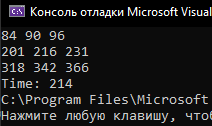 Консоль отладки Microsoft Visual
84 90 96
201 216 231
318 342 366
Time: 214
C:\Program Files\Microsoft
Нажмите любую клавишу, чтоб